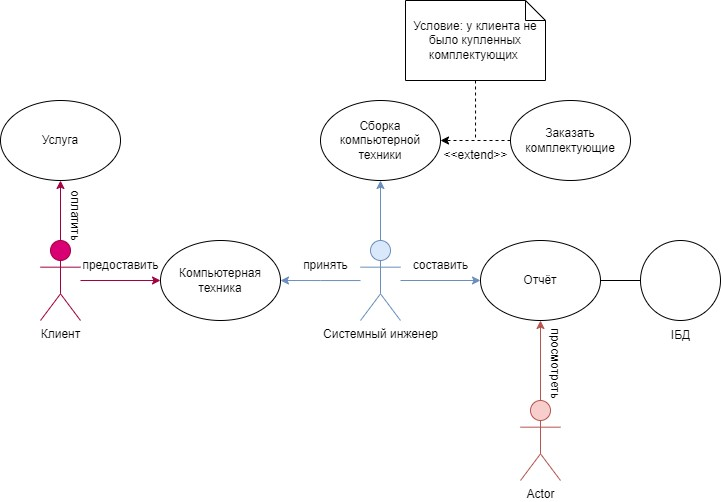 Условие: у клиента не
было купленных
комплектующих
Услуга
Сборка
компьютерной
техники
<<extend>>
Заказать
комплектующие
оплатить
предоставить
Компьютерная
техника
принять
составить
Отчёт
Клиент
Системный инженер
IБД
просмотреть
Actor